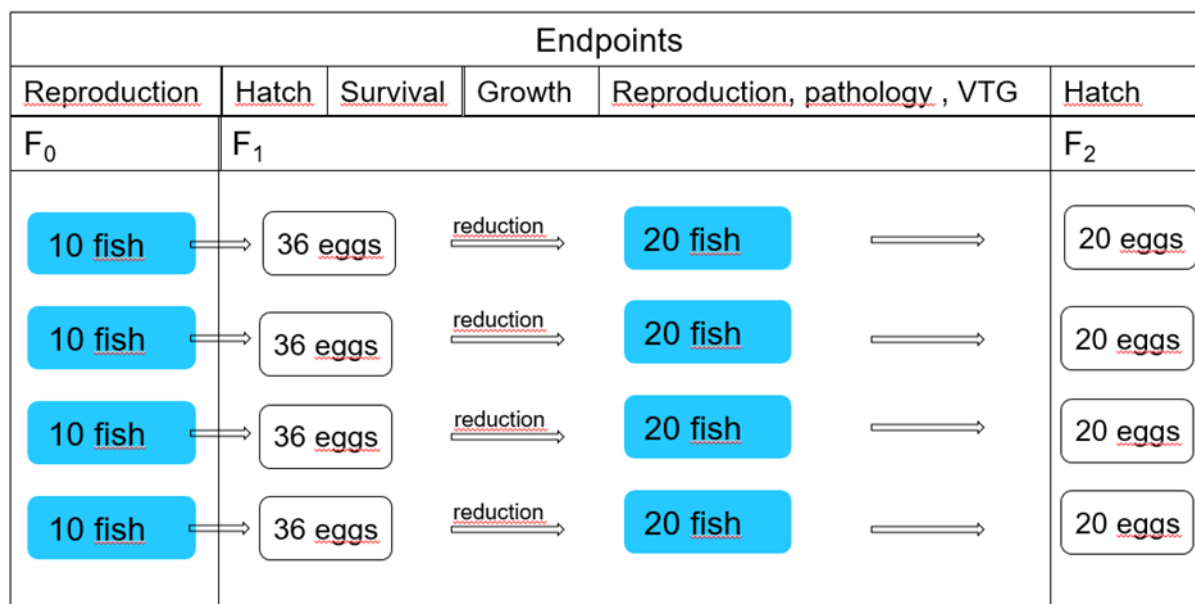 Endpoints
Reproduction Hatch Survival Growth Reproduction, pathology , VTG Hatch
F₀ F₁ F₂
10 fish 36 eggs reduction 20 fish 20 eggs
10 fish 36 eggs reduction 20 fish 20 eggs
10 fish 36 eggs reduction 20 fish 20 eggs
10 fish 36 eggs reduction 20 fish 20 eggs